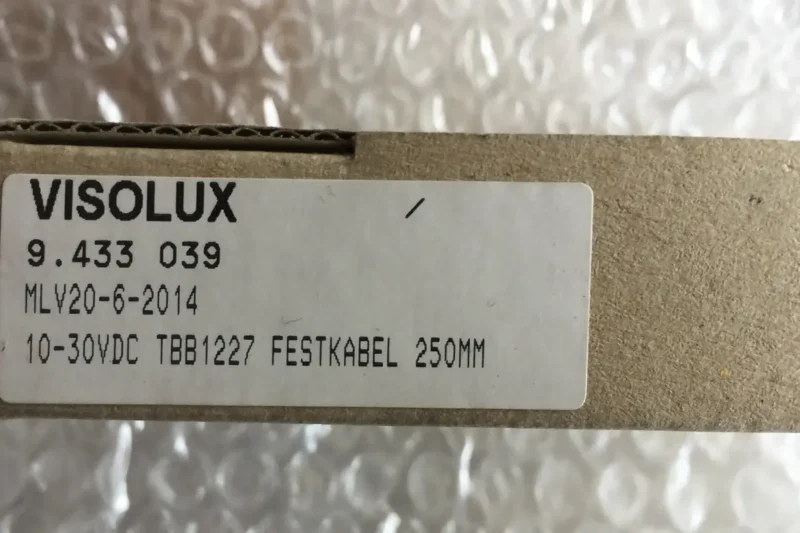 VISOLUX /
9.433 039
MLV20-6-2014
10-30VDC TBB1227 FESTKABEL 250MM